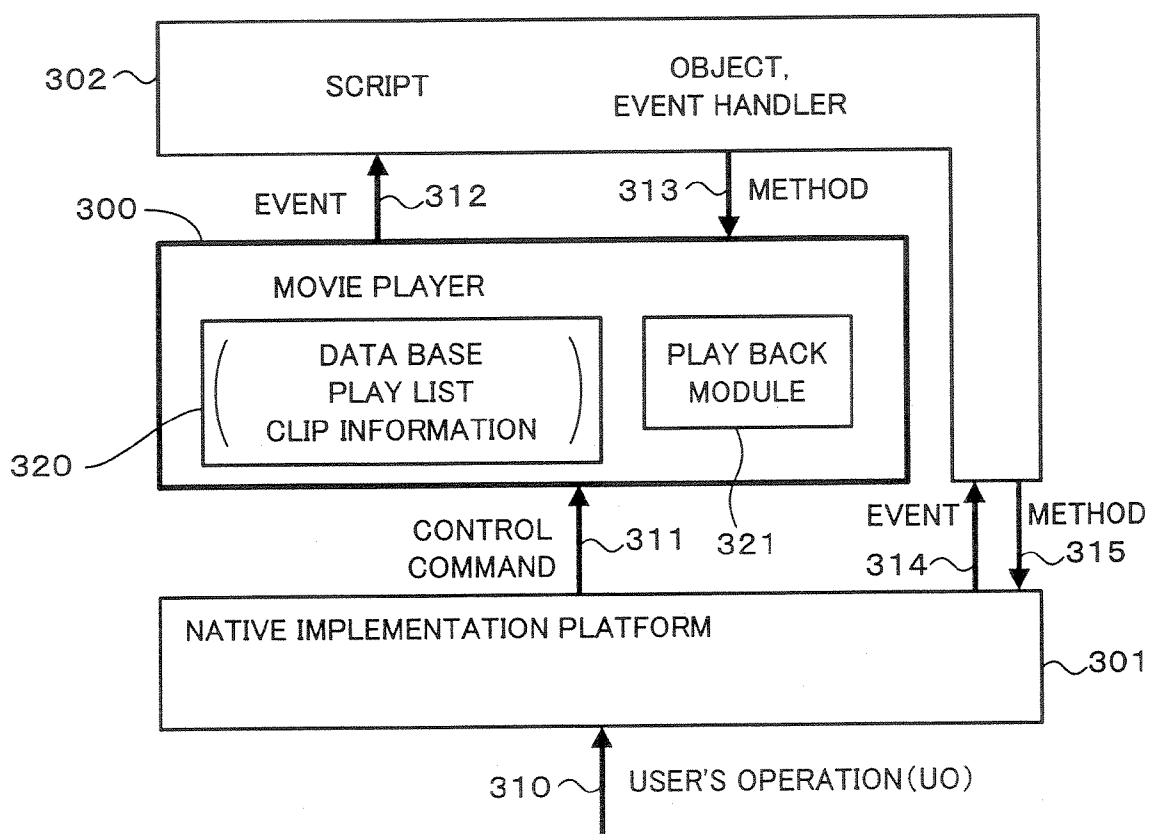 302
SCRIPT
OBJECT,
EVENT HANDLER
300
EVENT
312
313
METHOD
MOVIE PLAYER
DATA BASE
PLAY LIST
CLIP INFORMATION
PLAY BACK
MODULE
320
CONTROL
COMMAND
311
321
EVENT
314
METHOD
315
NATIVE IMPLEMENTATION PLATFORM
301
310
USER'S OPERATION(UO)